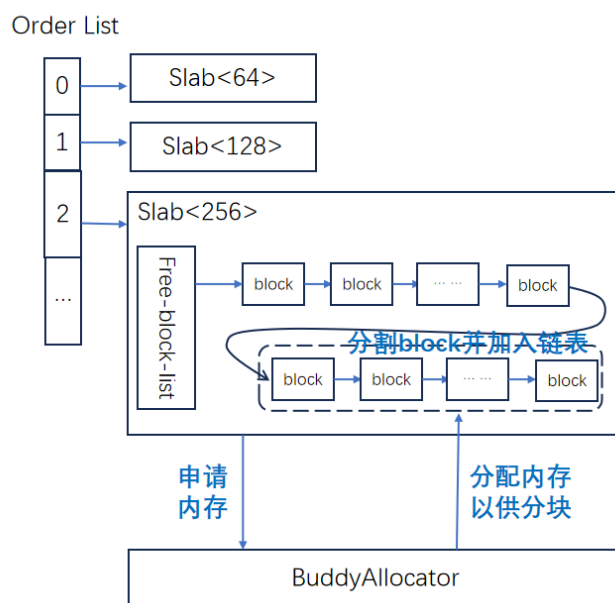 Order List
0
Slab<64>
1
Slab<128>
2
Slab<256>
...
Free-block-list
block
block
... ...
block
分割block并加入链表
block
block
... ...
block
申请
内存
分配内存
以供分块
BuddyAllocator